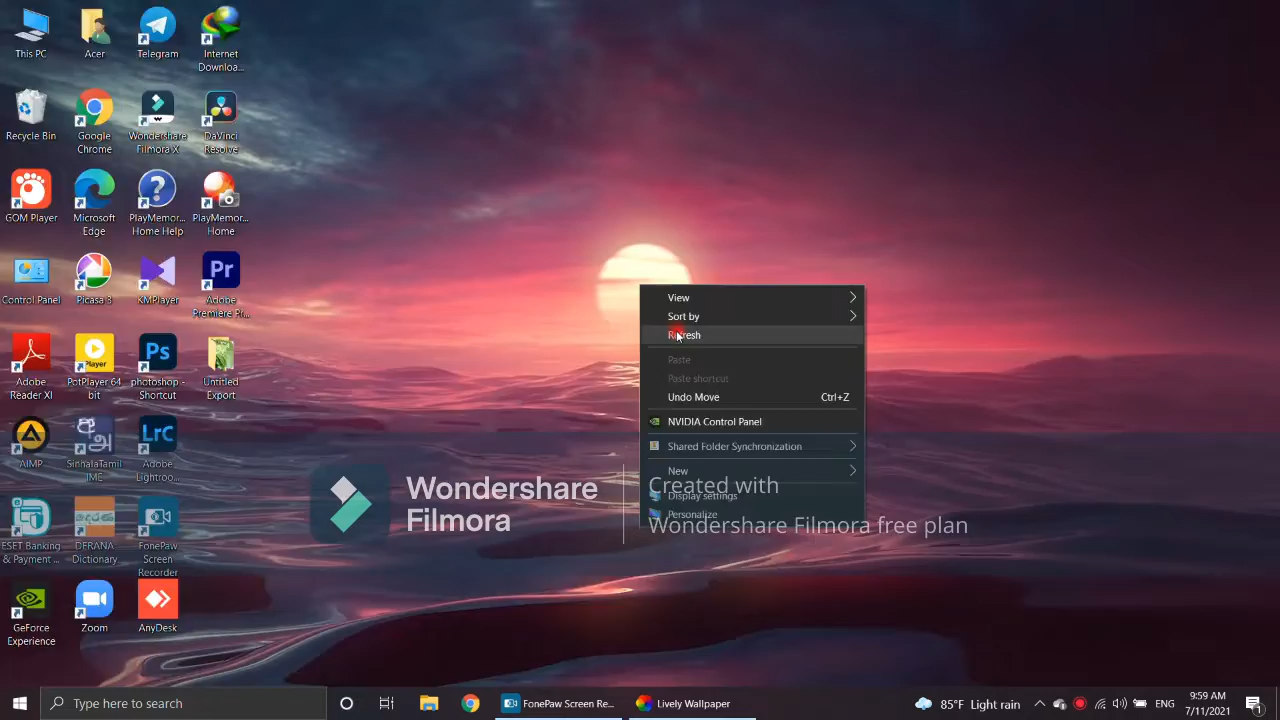 This PC
Acer
Telegram
Internet
Downloa...
Recycle Bin
Google
Chrome
Wondershare
Filmora X
DaVinci
Resolve
GOM Player
Microsoft
Edge
PlayMemor...
Home Help
PlayMemor...
Home
Control Panel
Picasa 3
KMPlayer
Pr
Adobe
Premiere Pr...
Adobe
Reader XI
Player
PotPlayer 64
bit
Ps
photoshop -
Shortcut
Untitled
Export
AIMP
SinhalaTamil
IME
LrC
Adobe
Lightroo...
ESET Banking
& Payment ...
DERANA
Dictionary
FonePaw
Screen
Recorder
GeForce
Experience
Zoom
AnyDesk
View
Sort by
Refresh
Paste
Paste shortcut
Undo Move Ctrl+Z
NVIDIA Control Panel
Shared Folder Synchronization
New
Display settings
Personalize
Wondershare
Filmora
Created with
Wondershare Filmora free plan
Type here to search
FonePaw Screen Re...
Lively Wallpaper
85°F Light rain
ENG
9:59 AM
7/11/2021
1